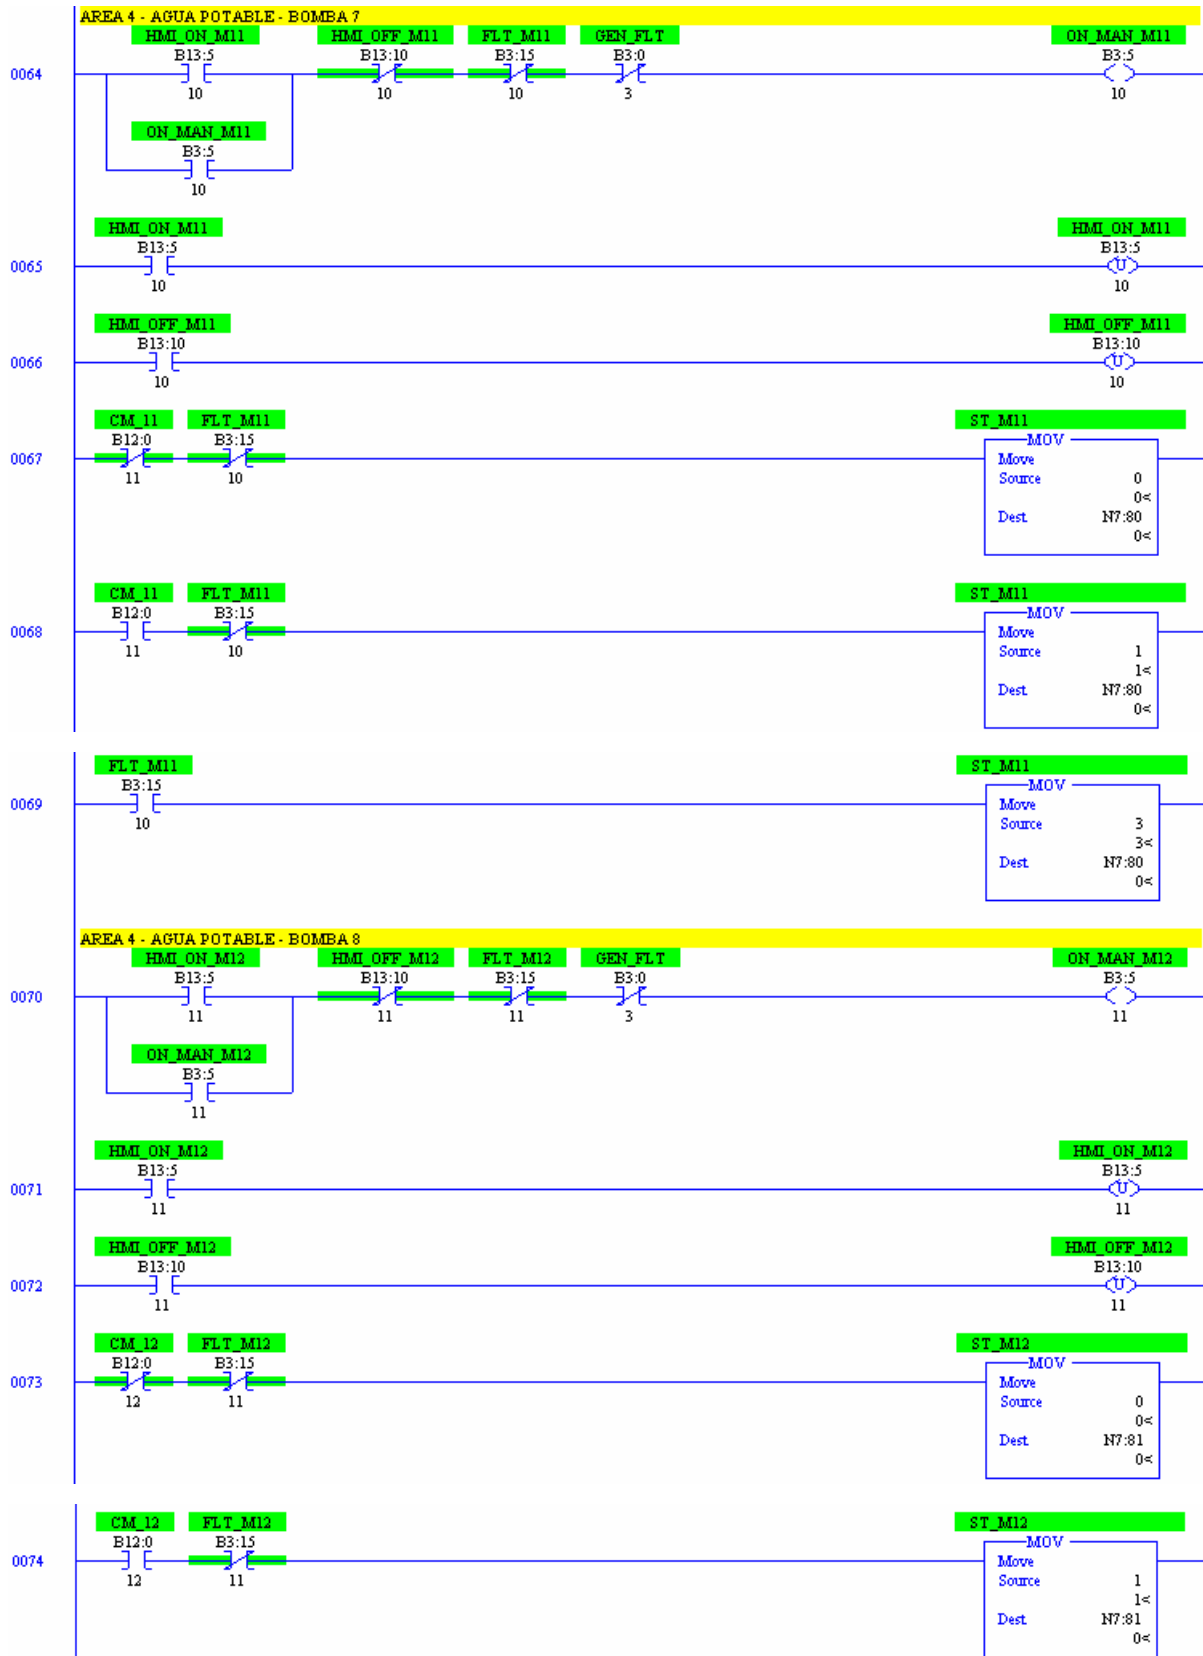 AREA 4 - AGUA POTABLE - BOMBA 7
HMI_ON_M11 HMI_OFF_M11 FLT_M11 GEN_FLT ON_MAN_M11
B13:5 B13:10 B3:15 B3:0 B3:5
0064
10 10 10 3 10
ON_MAN_M11
B3:5
10
HMI_ON_M11 HMI_ON_M11
B13:5 B13:5
0065 U
10 10
HMI_OFF_M11 HMI_OFF_M11
B13:10 B13:10
0066 U
10 10
CM_11 FLT_M11 ST_M11
B12:0 B3:15 MOV
0067 Move
11 10 Source 0
0<
Dest N7:80
0<
CM_11 FLT_M11 ST_M11
B12:0 B3:15 MOV
0068 Move
11 10 Source 1
1<
Dest N7:80
0<
FLT_M11 ST_M11
B3:15 MOV
0069 Move
10 Source 3
3<
Dest N7:80
0<
AREA 4 - AGUA POTABLE - BOMBA 8
HMI_ON_M12 HMI_OFF_M12 FLT_M12 GEN_FLT ON_MAN_M12
B13:5 B13:10 B3:15 B3:0 B3:5
0070
11 11 11 3 11
ON_MAN_M12
B3:5
11
HMI_ON_M12 HMI_ON_M12
B13:5 B13:5
0071 U
11 11
HMI_OFF_M12 HMI_OFF_M12
B13:10 B13:10
0072 U
11 11
CM_12 FLT_M12 ST_M12
B12:0 B3:15 MOV
0073 Move
12 11 Source 0
0<
Dest N7:81
0<
CM_12 FLT_M12 ST_M12
B12:0 B3:15 MOV
0074 Move
12 11 Source 1
1<
Dest N7:81
0<